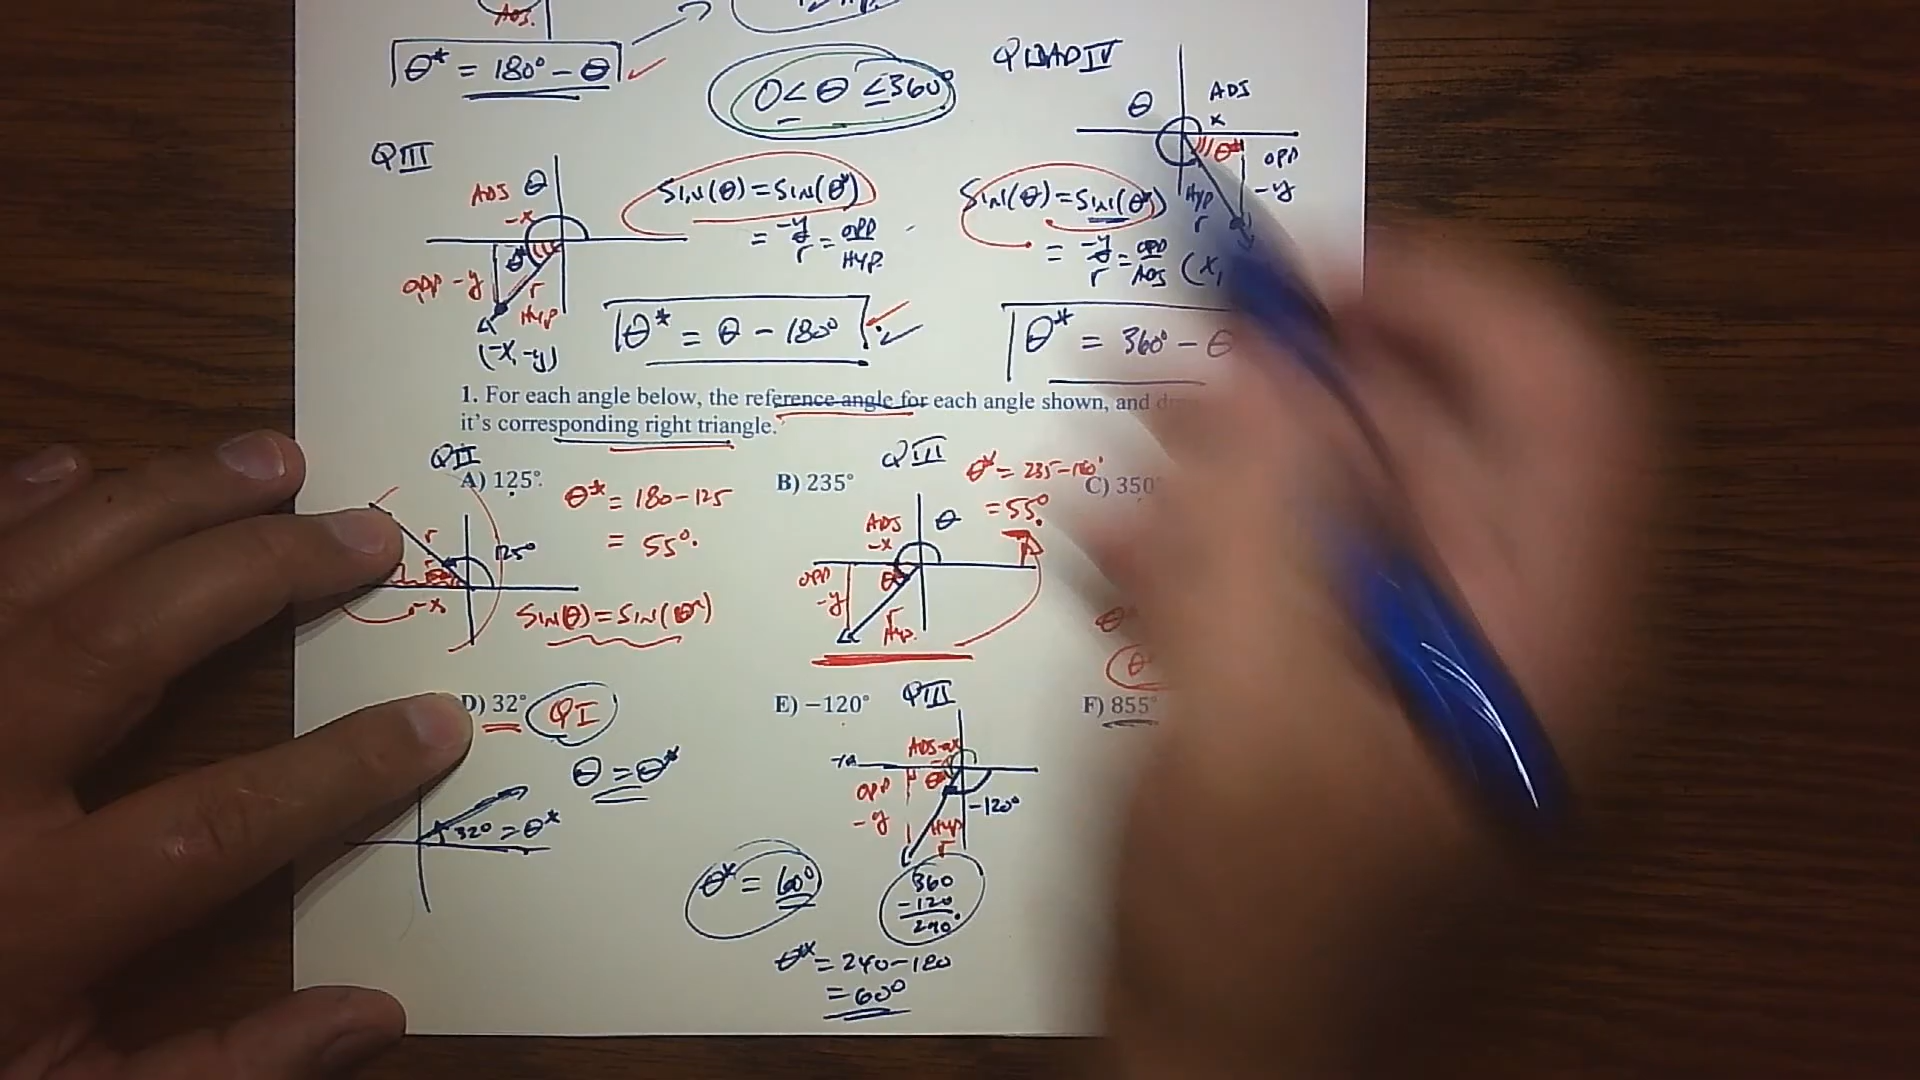 ADJ.
θ* = 180° − θ
0 < θ ≤ 360°
QUAD IV
θ
ADJ
x
θ*
OPP
−y
HYP
r
(x,
QIII
ADJ
θ
−x
θ*
OPP −y
r
HYP
(−x, −y)
Sin(θ) = Sin(θ*)
= −y/r = OPP/HYP.
Sin(θ) = Sin(θ*)
= −y/r = OPP/ADJ
θ* = θ − 180°
θ* = 360° − θ
1. For each angle below, the reference angle for each angle shown, and
it's corresponding right triangle.
QII
A) 125°.
θ* = 180 − 125
= 55°.
r
125°
−x
Sin(θ) = Sin(θ*)
QIII
B) 235°
θ* = 235 − 180°
= 55°.
ADJ
θ
−x
OPP
θ*
−y
r
HYP.
C) 350°
D) 32°
QI
θ = θ*
32° = θ*
E) −120°
QIII
ADJ −x
θ*
OPP
−y
HYP
r
−120°
θ* = 60°
360
−120
240.
θ* = 240 − 180
= 60°
F) 855°